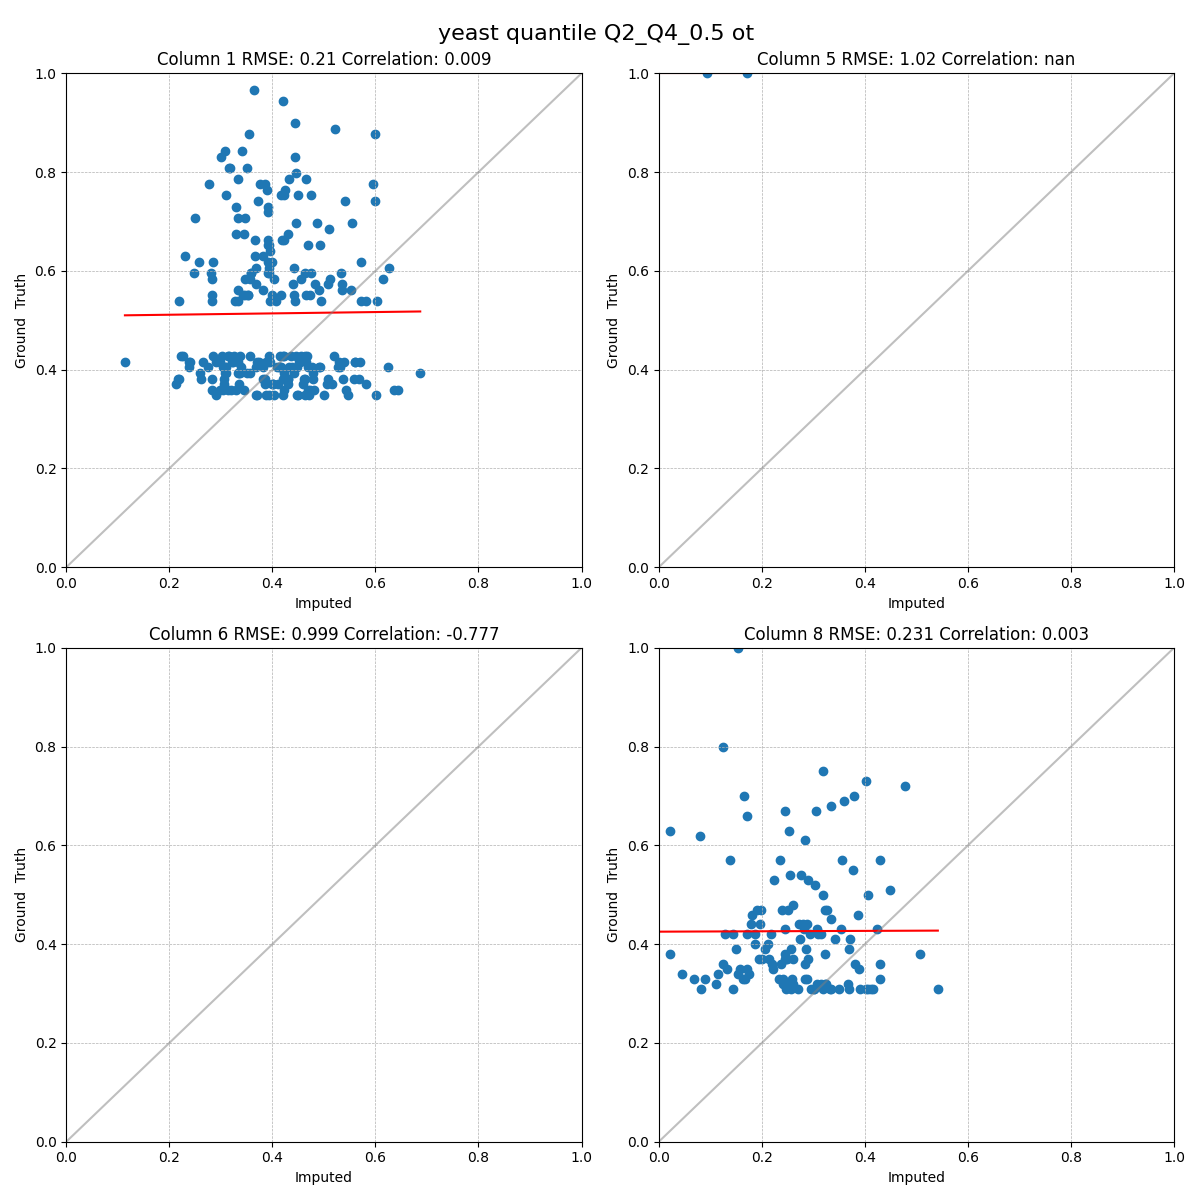 yeast quantile Q2_Q4_0.5 ot
Column 1 RMSE: 0.21 Correlation: 0.009
1.0
0.8
0.6
0.4
0.2
0.0
Ground Truth
0.0 0.2 0.4 0.6 0.8 1.0
Imputed
Column 5 RMSE: 1.02 Correlation: nan
1.0
0.8
0.6
0.4
0.2
0.0
Ground Truth
0.0 0.2 0.4 0.6 0.8 1.0
Imputed
Column 6 RMSE: 0.999 Correlation: -0.777
1.0
0.8
0.6
0.4
0.2
0.0
Ground Truth
0.0 0.2 0.4 0.6 0.8 1.0
Imputed
Column 8 RMSE: 0.231 Correlation: 0.003
1.0
0.8
0.6
0.4
0.2
0.0
Ground Truth
0.0 0.2 0.4 0.6 0.8 1.0
Imputed